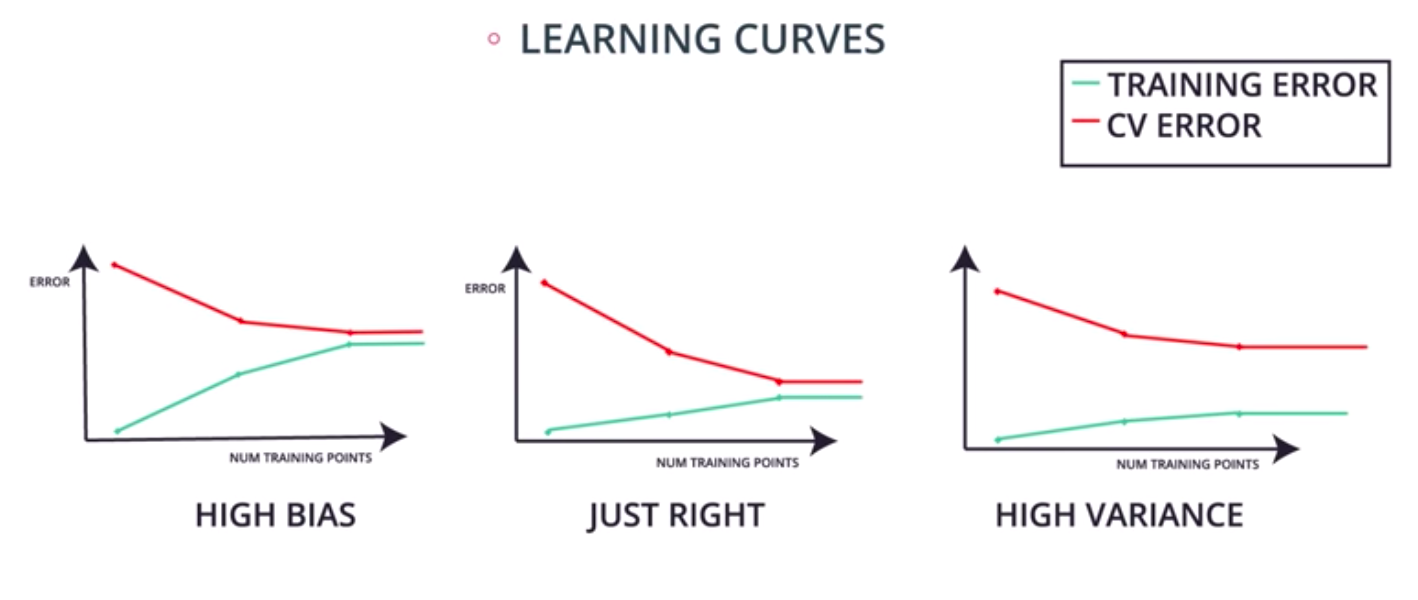 LEARNING CURVES
TRAINING ERROR
CV ERROR
ERROR
NUM TRAINING POINTS
HIGH BIAS
ERROR
NUM TRAINING POINTS
JUST RIGHT
NUM TRAINING POINTS
HIGH VARIANCE